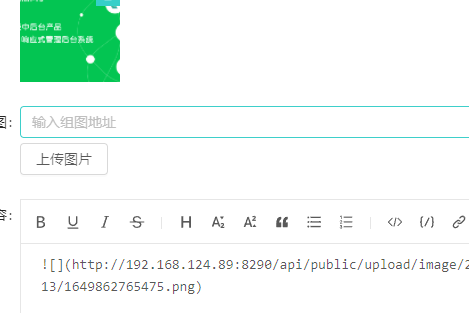 中后台产品
响应式管理后台系统
图:
输入组图地址
上传图片
容:
B U I S H A A </> {/}
![](http://192.168.124.89:8290/api/public/upload/image/2
13/1649862765475.png)